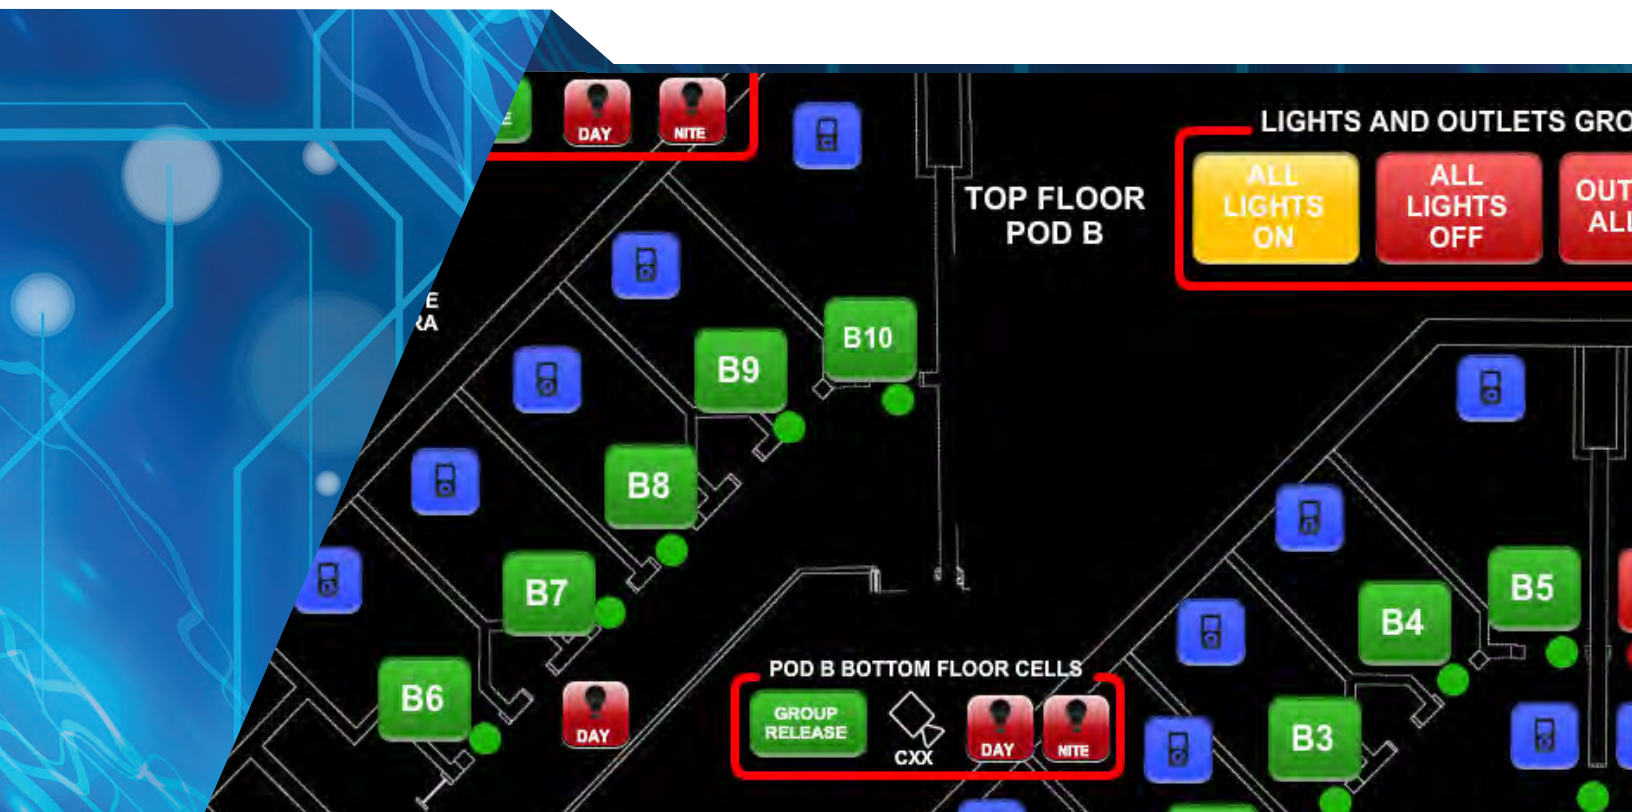 E
DAY
NITE
LIGHTS AND OUTLETS GRO
ALL
LIGHTS
ON
ALL
LIGHTS
OFF
OUT
ALL
TOP FLOOR
POD B
E
RA
B10
B9
B8
B7
B6
DAY
B5
B4
B3
POD B BOTTOM FLOOR CELLS
GROUP
RELEASE
CXX
DAY
NITE